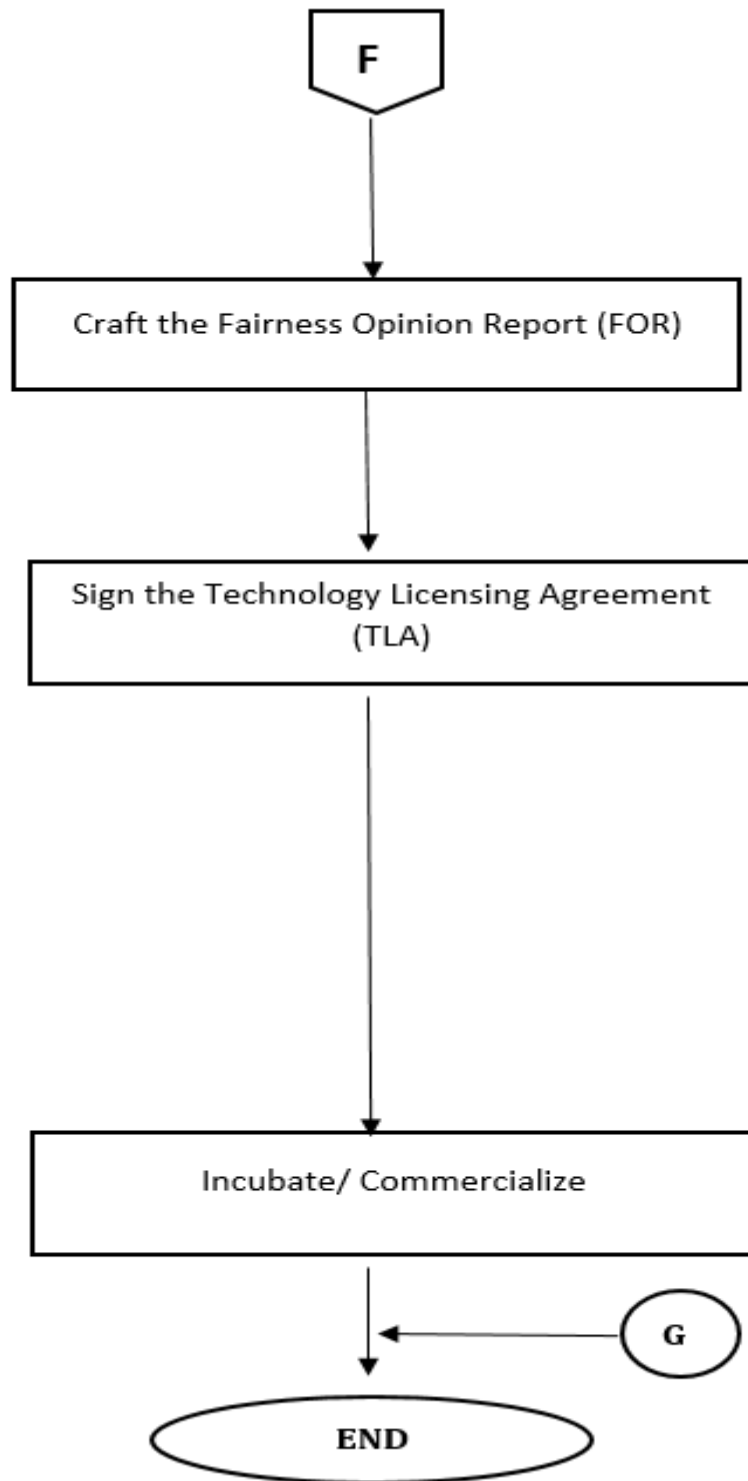 F
Craft the Fairness Opinion Report (FOR)
Sign the Technology Licensing Agreement
(TLA)
Incubate/ Commercialize
G
END